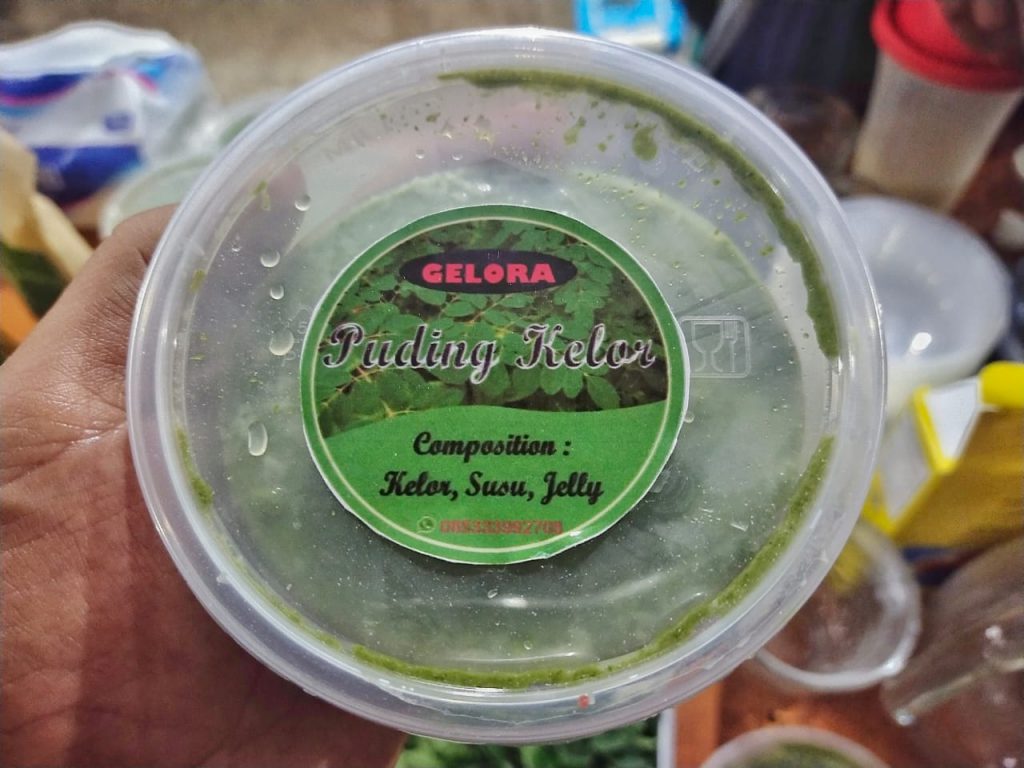 GELORA
Puding Kelor
Composition :
Kelor, Susu, Jelly